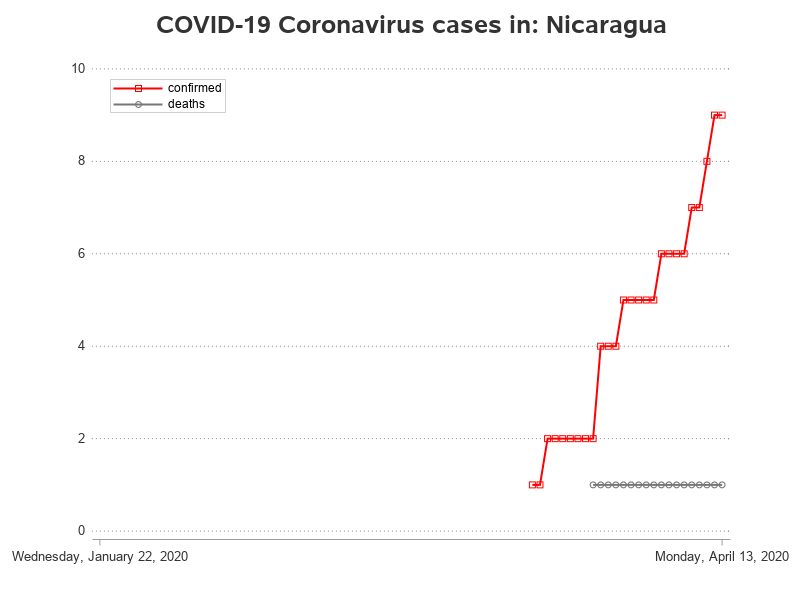 COVID-19 Coronavirus cases in: Nicaragua
10
confirmed
deaths
8
6
4
2
0
Wednesday, January 22, 2020 Monday, April 13, 2020